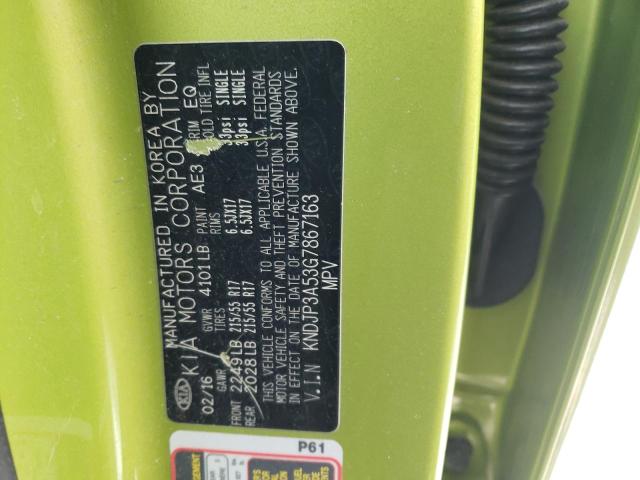 MANUFACTURED IN KOREA BY
KIA KIA MOTORS CORPORATION
02/16 GVWR 4101LB PAINT AE3 TRIM EQ
GAWR TIRES RIMS COLD TIRE INFL
FRONT 2249LB 215/55 R17 6.5JX17 33psi SINGLE
REAR 2028LB 215/55 R17 6.5JX17 33psi SINGLE
THIS VEHICLE CONFORMS TO ALL APPLICABLE U.S.A. FEDERAL
MOTOR VEHICLE SAFETY AND THEFT PREVENTION STANDARDS
IN EFFECT ON THE DATE OF MANUFACTURE SHOWN ABOVE.
V.I.N KNDJP3A53G7867163
MPV
P61